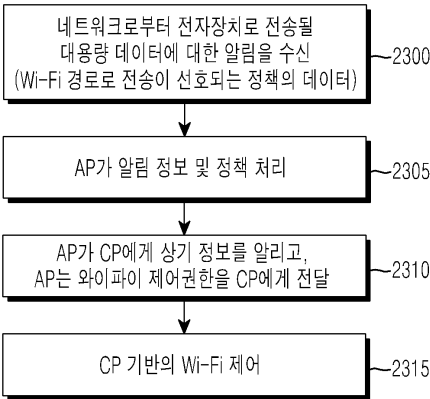 네트워크로부터 전자장치로 전송될
대용량 데이터에 대한 알림을 수신
(Wi-Fi 경로로 전송이 선호되는 정책의 데이터)
2300
AP가 알림 정보 및 정책 처리
2305
AP가 CP에게 상기 정보를 알리고,
AP는 와이파이 제어권한을 CP에게 전달
2310
CP 기반의 Wi-Fi 제어
2315